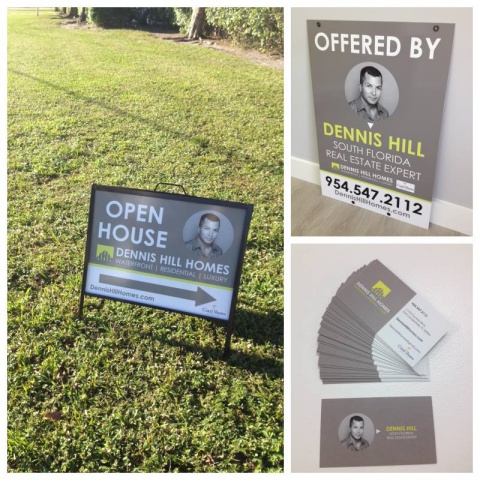 OPEN
HOUSE
DENNIS HILL HOMES
WATERFRONT | RESIDENTIAL | LUXURY
DennisHillHomes.com
OFFERED BY
DENNIS HILL
SOUTH FLORIDA
REAL ESTATE EXPERT
DENNIS HILL HOMES
954.547.2112
DennisHillHomes.com
DENNIS HILL HOMES
DENNIS HILL
SOUTH FLORIDA
REAL ESTATE EXPERT